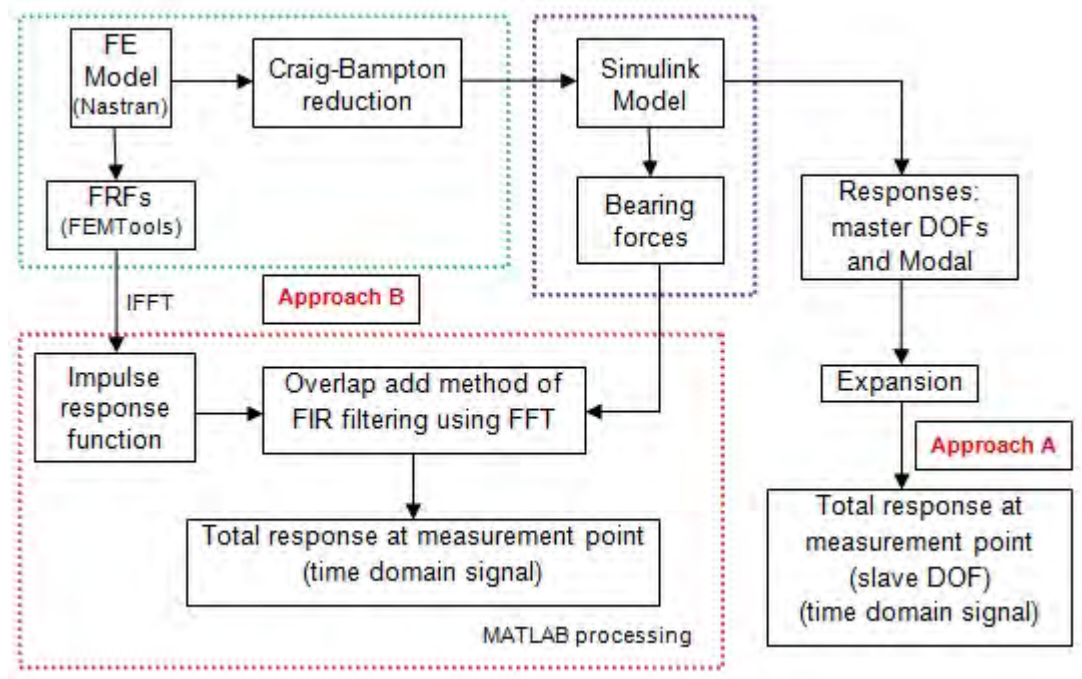 FE
Model
(Nastran)
Craig-Bampton
reduction
Simulink
Model
FRFs
(FEMTools)
Bearing
forces
Responses:
master DOFs
and Modal
IFFT
Approach B
Impulse
response
function
Overlap add method of
FIR filtering using FFT
Expansion
Approach A
Total response at measurement point
(time domain signal)
Total response at
measurement point
(slave DOF)
(time domain signal)
MATLAB processing